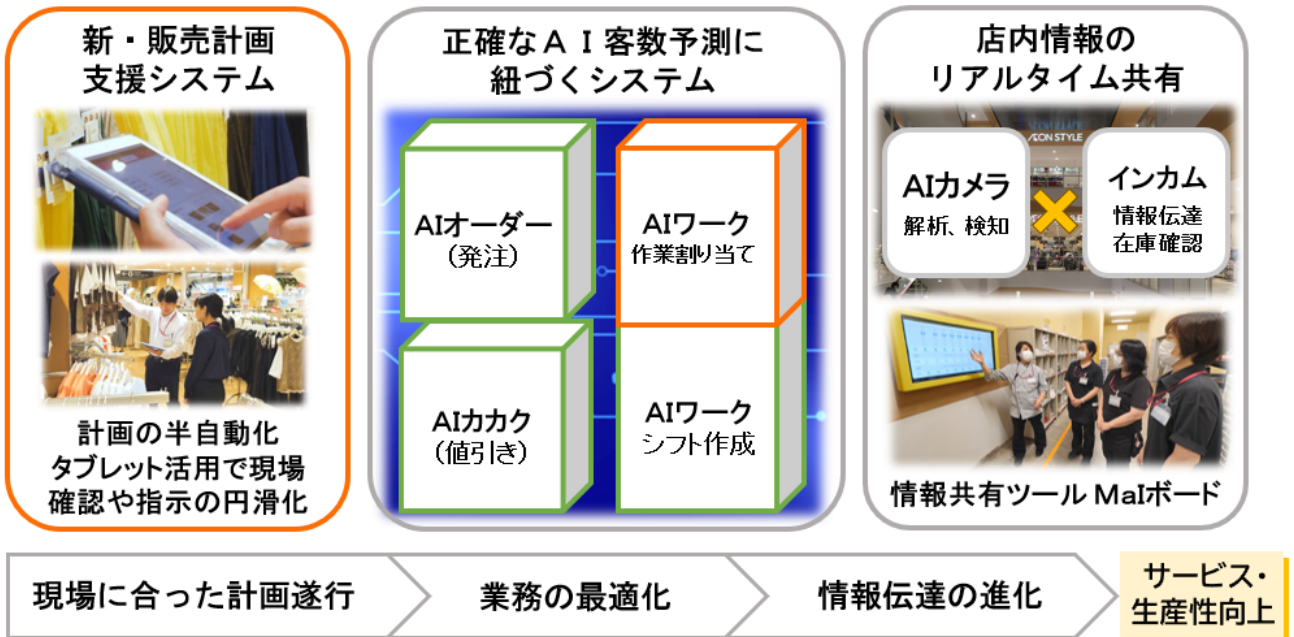 新・販売計画
支援システム
計画の半自動化
タブレット活用で現場
確認や指示の円滑化
正確なＡＩ客数予測に
紐づくシステム
AIオーダー
(発注)
AIワーク
作業割り当て
AIカカク
(値引き)
AIワーク
シフト作成
店内情報の
リアルタイム共有
ÆON STYLE
AIカメラ
解析、検知
インカム
情報伝達
在庫確認
情報共有ツール MaIボード
現場に合った計画遂行
業務の最適化
情報伝達の進化
サービス・
生産性向上